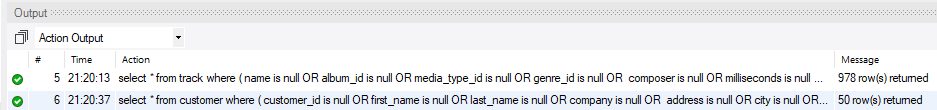 Output
Action Output
# Time Action Message
5 21:20:13 select * from track where ( name is null OR album_id is null OR media_type_id is null OR genre_id is null OR  composer is null OR milliseconds is null ... 978 row(s) returned
6 21:20:37 select * from customer where ( customer_id is null OR first_name is null OR last_name is null OR company is null OR  address is null OR city is null OR... 50 row(s) returned